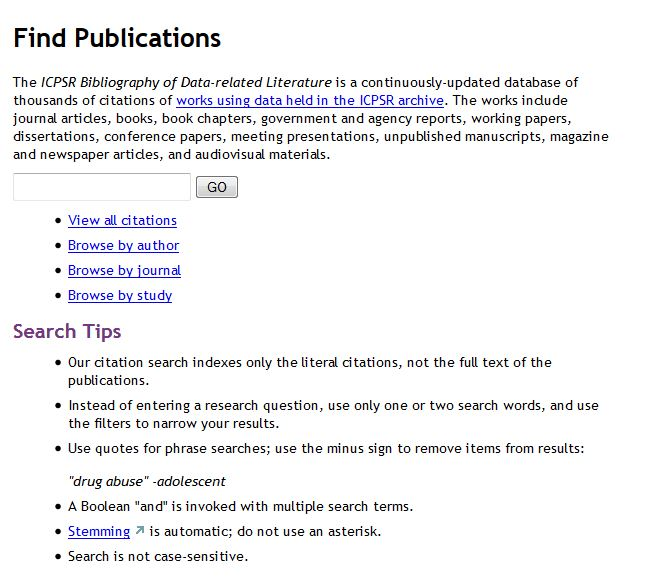 Find Publications
The ICPSR Bibliography of Data-related Literature is a continuously-updated database of
thousands of citations of works using data held in the ICPSR archive. The works include
journal articles, books, book chapters, government and agency reports, working papers,
dissertations, conference papers, meeting presentations, unpublished manuscripts, magazine
and newspaper articles, and audiovisual materials.
GO
• View all citations
• Browse by author
• Browse by journal
• Browse by study
Search Tips
• Our citation search indexes only the literal citations, not the full text of the
publications.
• Instead of entering a research question, use only one or two search words, and use
the filters to narrow your results.
• Use quotes for phrase searches; use the minus sign to remove items from results:
"drug abuse" -adolescent
• A Boolean "and" is invoked with multiple search terms.
• Stemming is automatic; do not use an asterisk.
• Search is not case-sensitive.